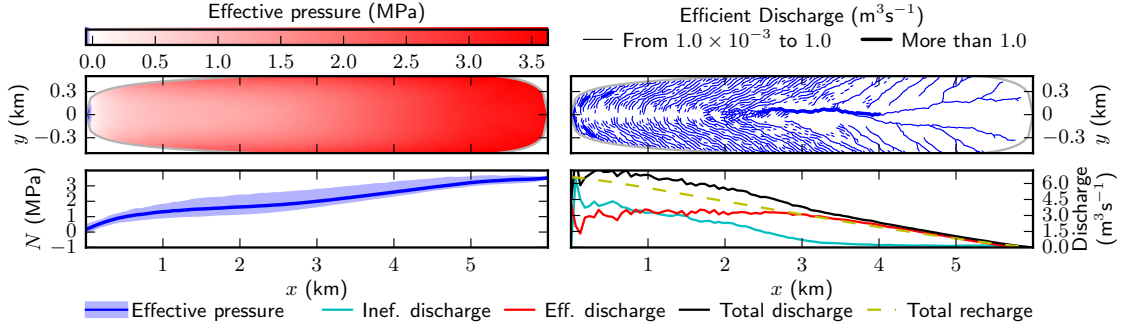 Effective pressure (MPa)
0.0 0.5 1.0 1.5 2.0 2.5 3.0 3.5
Efficient Discharge (m³s⁻¹)
From 1.0 × 10⁻³ to 1.0 More than 1.0
y (km)
0.3
0
−0.3
0.3
0
−0.3
y (km)
N (MPa)
3
2
1
0
−1
1 2 3 4 5
x (km)
6.0
4.5
3.0
1.5
0.0
Discharge
(m³s⁻¹)
1 2 3 4 5
x (km)
Effective pressure Inef. discharge Eff. discharge Total discharge Total recharge